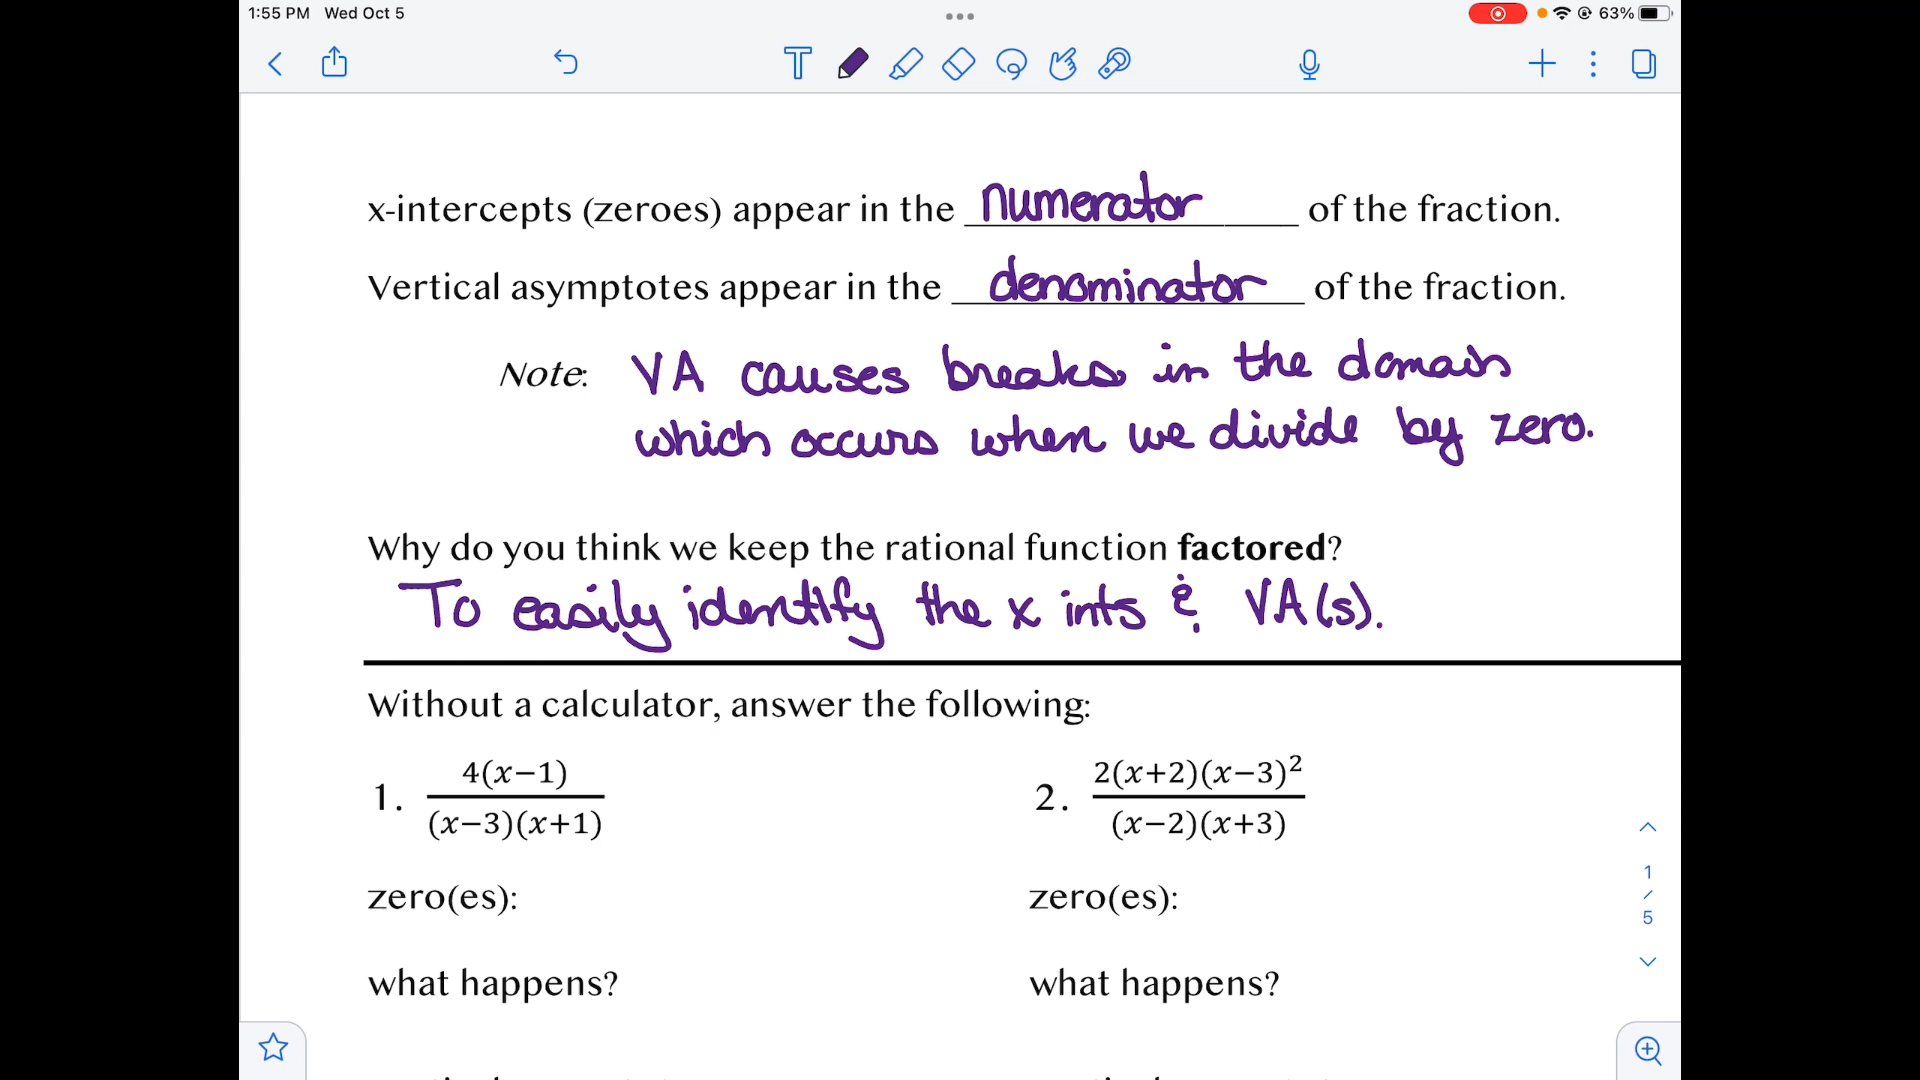 1:55 PM Wed Oct 5
63%
T
x-intercepts (zeroes) appear in the numerator of the fraction.
Vertical asymptotes appear in the denominator of the fraction.
Note: VA causes breaks in the domain
which occurs when we divide by zero.
Why do you think we keep the rational function factored?
To easily identify the x ints & VA(s).
Without a calculator, answer the following:
1. 4(x−1)/(x−3)(x+1)
2. 2(x+2)(x−3)²/(x−2)(x+3)
zero(es): zero(es):
what happens? what happens?
1 / 5